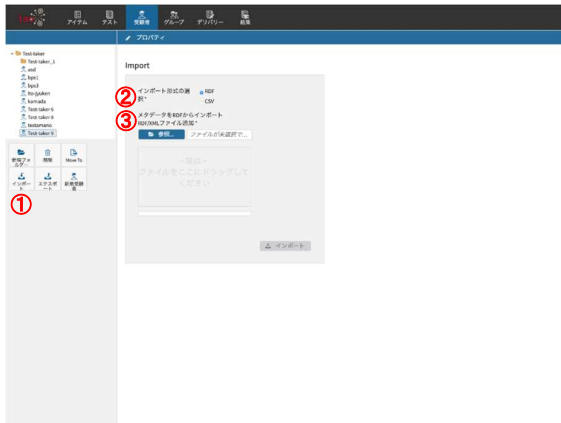 tao
アイテム
テスト
受験者
グループ
デリバリー
結果
プロパティ
Test-taker
Test-taker_1
asd
bps1
bps3
ito-jyuken
kamada
Test-taker 6
Test-taker 8
testamano
Test-taker 9
新規フォ
ルダー
削除
Move To
インポー
ト
エクスポ
ート
新規受験
者
①
Import
②
インポート形式の選
択*
RDF
CSV
③
メタデータをRDFからインポート
RDF/XMLファイル追加*
参照...
ファイルが未選択で...
ファイルをここにドラッグして
ください
インポート